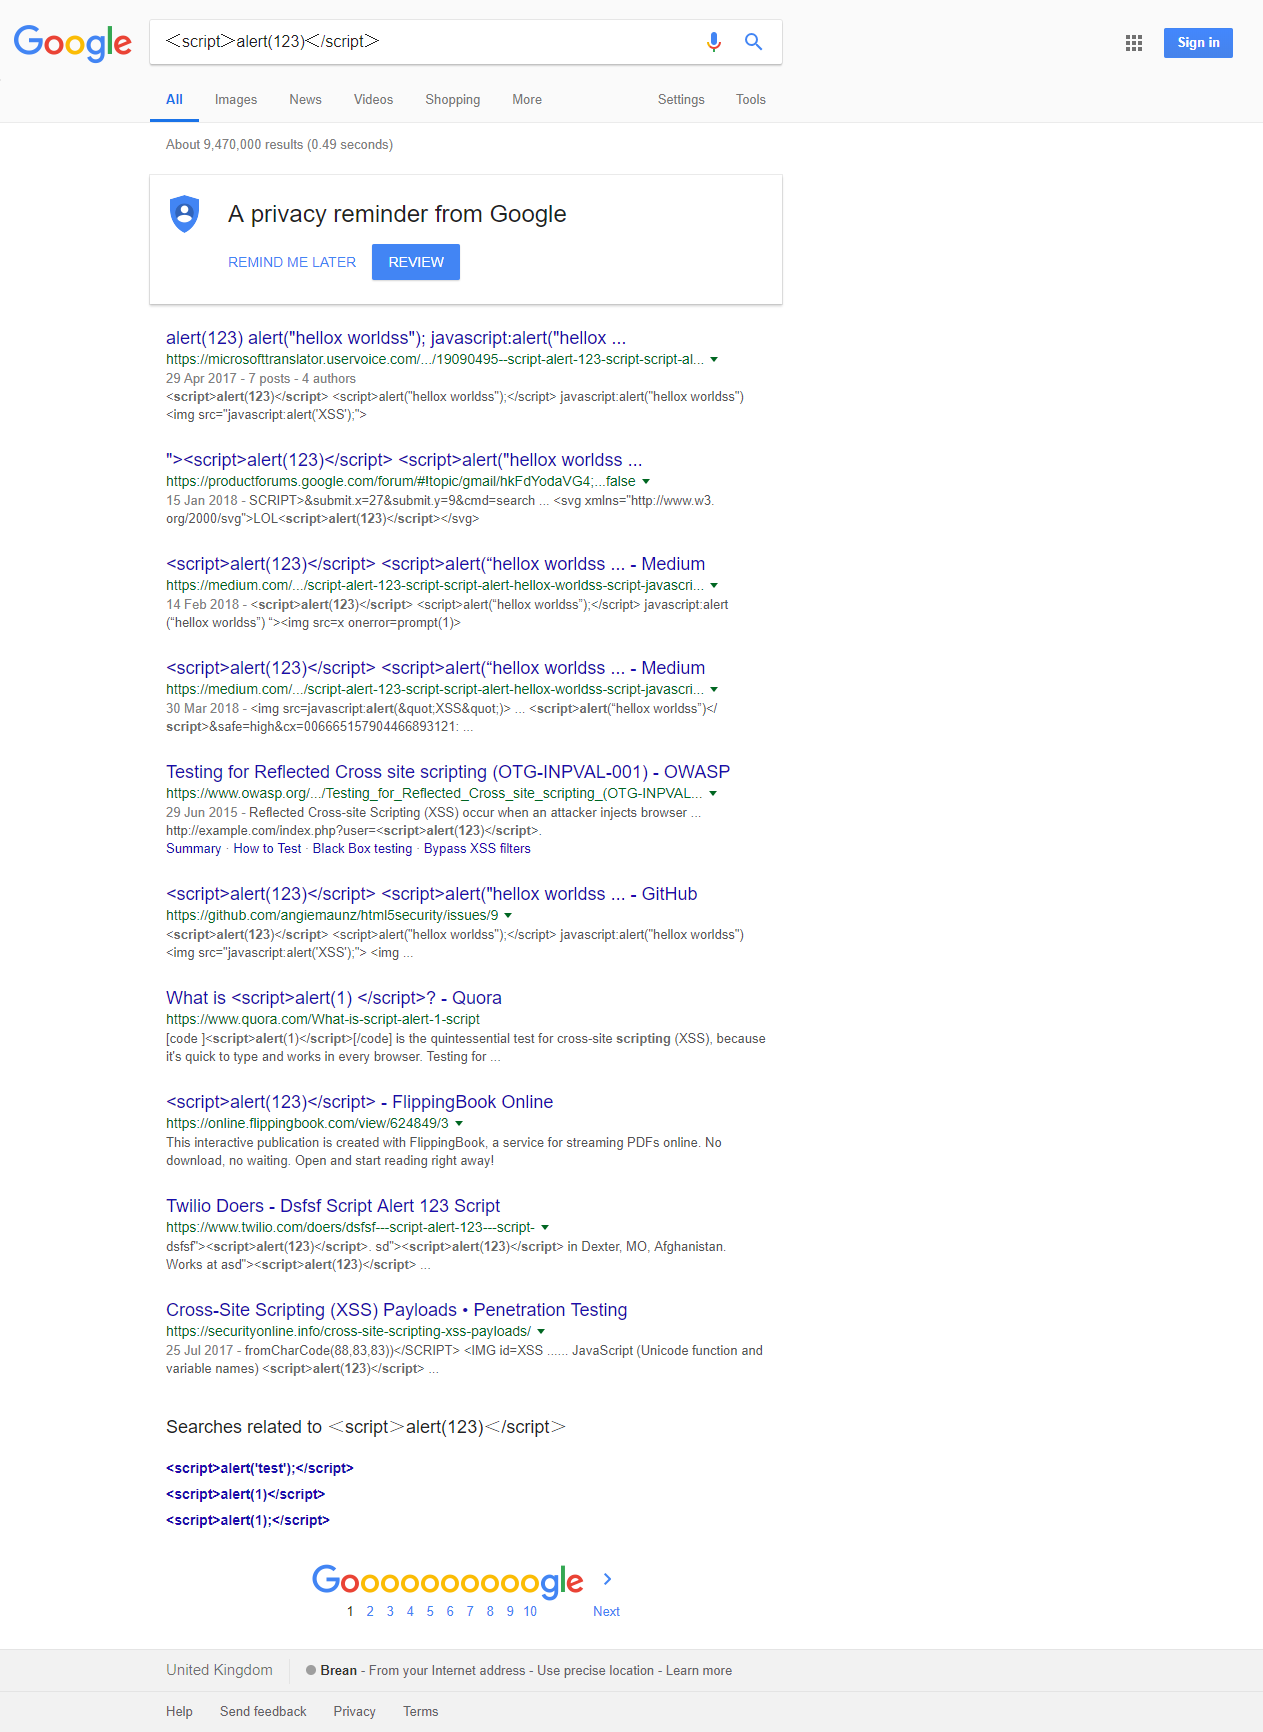 Google
＜script＞alert(123)＜/script＞
Sign in
All Images News Videos Shopping More Settings Tools
About 9,470,000 results (0.49 seconds)
A privacy reminder from Google
REMIND ME LATER REVIEW
alert(123) alert("hellox worldss"); javascript:alert("hellox ...
https://microsofttranslator.uservoice.com/.../19090495--script-alert-123-script-script-al...
29 Apr 2017 - 7 posts - 4 authors
<script>alert(123)</script> <script>alert("hellox worldss");</script> javascript:alert("hellox worldss")
<img src="javascript:alert('XSS');">
"><script>alert(123)</script> <script>alert("hellox worldss ...
https://productforums.google.com/forum/#!topic/gmail/hkFdYodaVG4;...false
15 Jan 2018 - SCRIPT>&submit.x=27&submit.y=9&cmd=search ... <svg xmlns="http://www.w3.
org/2000/svg">LOL<script>alert(123)</script></svg>
<script>alert(123)</script> <script>alert(“hellox worldss ... - Medium
https://medium.com/.../script-alert-123-script-script-alert-hellox-worldss-script-javascri...
14 Feb 2018 - <script>alert(123)</script> <script>alert(“hellox worldss”);</script> javascript:alert
(“hellox worldss”) “><img src=x onerror=prompt(1)>
<script>alert(123)</script> <script>alert(“hellox worldss ... - Medium
https://medium.com/.../script-alert-123-script-script-alert-hellox-worldss-script-javascri...
30 Mar 2018 - <img src=javascript:alert(&quot;XSS&quot;)> ... <script>alert(“hellox worldss”)</
script>&safe=high&cx=006665157904466893121: ...
Testing for Reflected Cross site scripting (OTG-INPVAL-001) - OWASP
https://www.owasp.org/.../Testing_for_Reflected_Cross_site_scripting_(OTG-INPVAL...
29 Jun 2015 - Reflected Cross-site Scripting (XSS) occur when an attacker injects browser ...
http://example.com/index.php?user=<script>alert(123)</script>.
Summary · How to Test · Black Box testing · Bypass XSS filters
<script>alert(123)</script> <script>alert("hellox worldss ... - GitHub
https://github.com/angiemaunz/html5security/issues/9
<script>alert(123)</script> <script>alert("hellox worldss");</script> javascript:alert("hellox worldss")
<img src="javascript:alert('XSS');"> <img ...
What is <script>alert(1) </script>? - Quora
https://www.quora.com/What-is-script-alert-1-script
[code ]<script>alert(1)</script>[/code] is the quintessential test for cross-site scripting (XSS), because
it's quick to type and works in every browser. Testing for ...
<script>alert(123)</script> - FlippingBook Online
https://online.flippingbook.com/view/624849/3
This interactive publication is created with FlippingBook, a service for streaming PDFs online. No
download, no waiting. Open and start reading right away!
Twilio Doers - Dsfsf Script Alert 123 Script
https://www.twilio.com/doers/dsfsf---script-alert-123---script-
dsfsf"><script>alert(123)</script>. sd"><script>alert(123)</script> in Dexter, MO, Afghanistan.
Works at asd"><script>alert(123)</script> ...
Cross-Site Scripting (XSS) Payloads • Penetration Testing
https://securityonline.info/cross-site-scripting-xss-payloads/
25 Jul 2017 - fromCharCode(88,83,83))</SCRIPT> <IMG id=XSS ...... JavaScript (Unicode function and
variable names) <script>alert(123)</script> ...
Searches related to ＜script＞alert(123)＜/script＞
<script>alert('test');</script>
<script>alert(1)</script>
<script>alert(1);</script>
Goooooooooogle
1 2 3 4 5 6 7 8 9 10 Next
United Kingdom Brean - From your Internet address - Use precise location - Learn more
Help Send feedback Privacy Terms